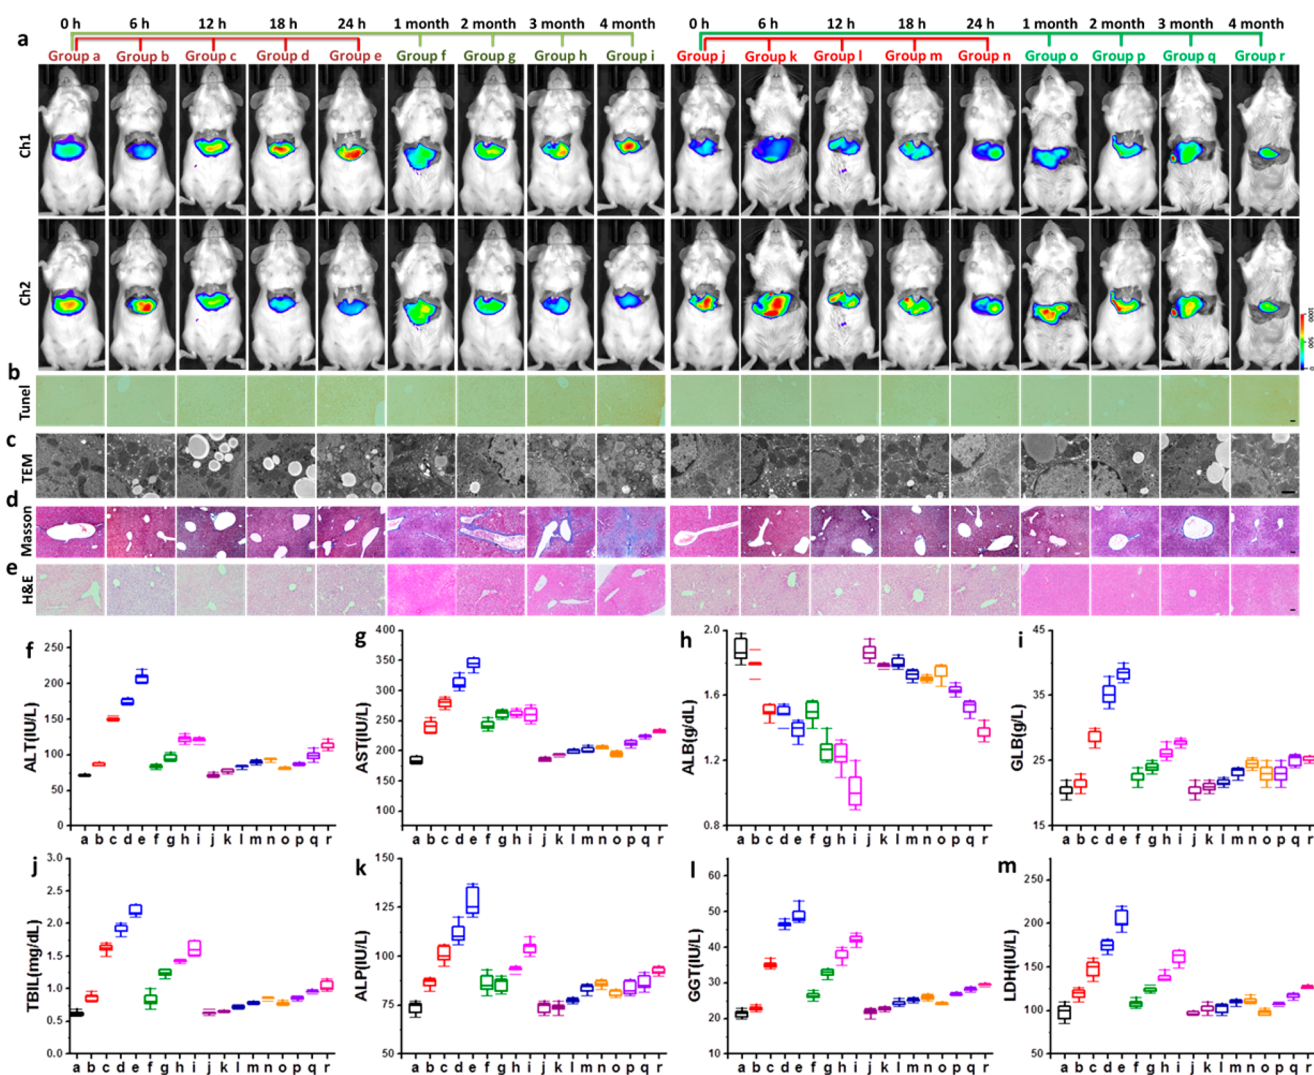 a
0 h 6 h 12 h 18 h 24 h 1 month 2 month 3 month 4 month 0 h 6 h 12 h 18 h 24 h 1 month 2 month 3 month 4 month
Group a Group b Group c Group d Group e Group f Group g Group h Group i Group j Group k Group l Group m Group n Group o Group p Group q Group r
Ch1
Ch2
1000
500
0
b
Tunel
c
TEM
d
Masson
e
H&E
f
ALT(IU/L)
250
200
150
100
50
0
a b c d e f g h i j k l m n o p q r
g
AST(IU/L)
400
350
300
250
200
150
100
a b c d e f g h i j k l m n o p q r
h
ALB(g/dL)
2.0
1.6
1.2
0.8
a b c d e f g h i j k l m n o p q r
i
GLB(g/L)
45
35
25
15
a b c d e f g h i j k l m n o p q r
j
TBIL(mg/dL)
3.0
2.5
2.0
1.5
1.0
0.5
0.0
a b c d e f g h i j k l m n o p q r
k
ALP(IU/L)
150
125
100
75
50
a b c d e f g h i j k l m n o p q r
l
GGT(IU/L)
60
50
40
30
20
10
a b c d e f g h i j k l m n o p q r
m
LDH(IU/L)
250
200
150
100
50
a b c d e f g h i j k l m n o p q r